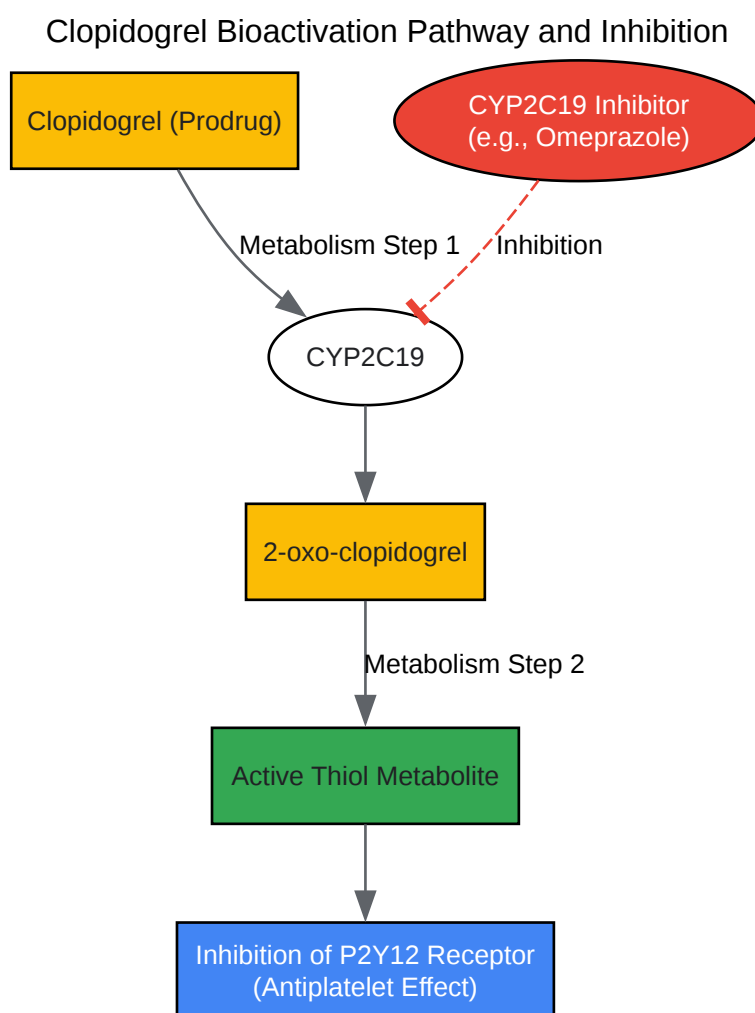 Clopidogrel Bioactivation Pathway and Inhibition
Clopidogrel (Prodrug)
CYP2C19 Inhibitor
(e.g., Omeprazole)
Metabolism Step 1
Inhibition
CYP2C19
2-oxo-clopidogrel
Metabolism Step 2
Active Thiol Metabolite
Inhibition of P2Y12 Receptor
(Antiplatelet Effect)